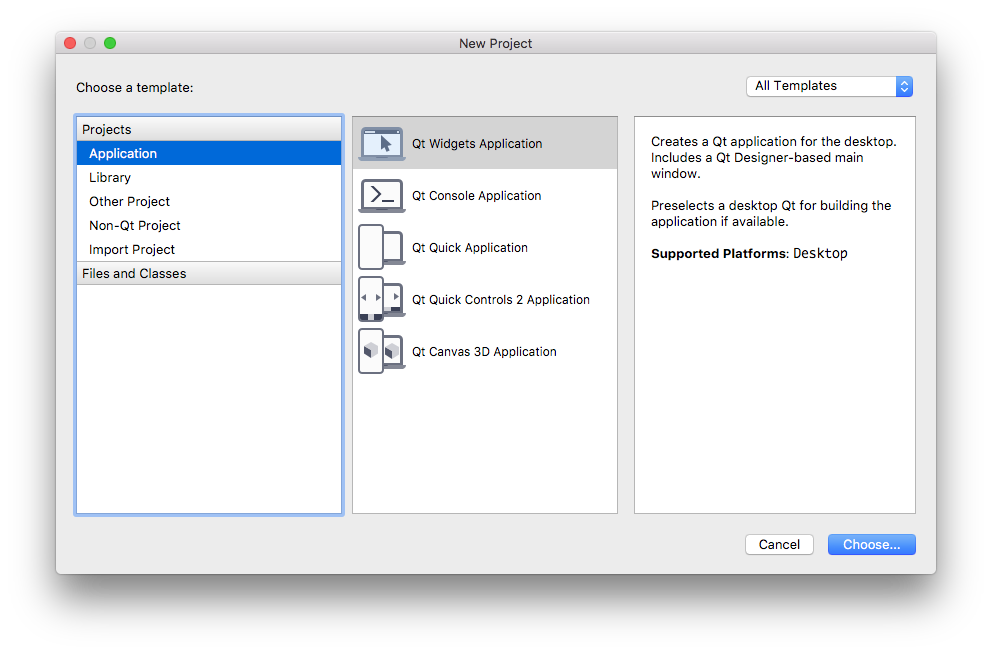 New Project
Choose a template:
All Templates
Projects
Application
Library
Other Project
Non-Qt Project
Import Project
Files and Classes
Qt Widgets Application
Qt Console Application
Qt Quick Application
Qt Quick Controls 2 Application
Qt Canvas 3D Application
Creates a Qt application for the desktop.
Includes a Qt Designer-based main
window.
Preselects a desktop Qt for building the
application if available.
Supported Platforms: Desktop
Cancel
Choose...